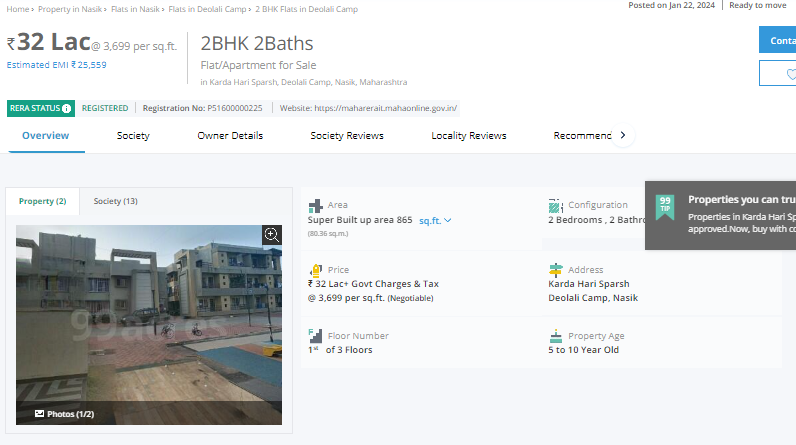 Home › Property in Nasik › Flats in Nasik › Flats in Deolali Camp › 2 BHK Flats in Deolali Camp
Posted on Jan 22, 2024 | Ready to move
₹ 32 Lac @ 3,699 per sq.ft.
Estimated EMI ₹ 25,559
2BHK 2Baths
Flat/Apartment for Sale
in Karda Hari Sparsh, Deolali Camp, Nasik, Maharashtra
Conta
RERA STATUS i REGISTERED | Registration No: P51600000225 | Website: https://maharerait.mahaonline.gov.in/
Overview Society Owner Details Society Reviews Locality Reviews Recommend
Property (2) Society (13)
99acres
Photos (1/2)
Area
Super Built up area 865 sq.ft.
(80.36 sq.m.)
Configuration
2 Bedrooms , 2 Bathro
Price
₹ 32 Lac+ Govt Charges & Tax
@ 3,699 per sq.ft. (Negotiable)
Address
Karda Hari Sparsh
Deolali Camp, Nasik
Floor Number
1st of 3 Floors
Property Age
5 to 10 Year Old
99
TIP
Properties you can tru
Properties in Karda Hari Sp
approved.Now, buy with co